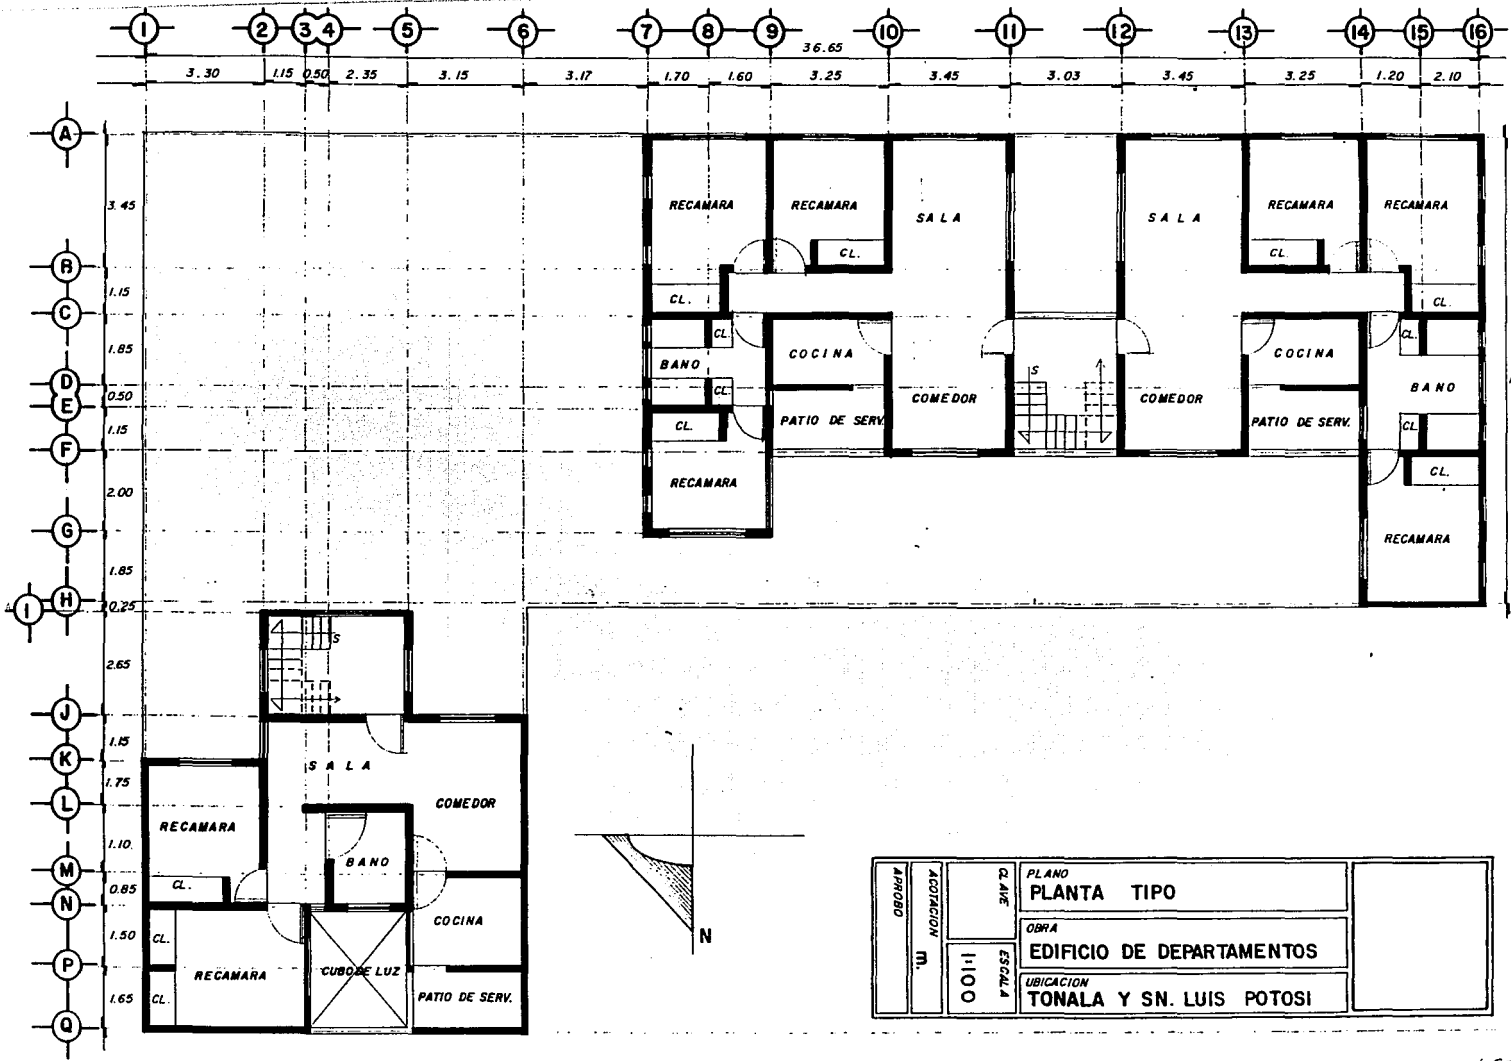 1 2 3 4 5 6 7 8 9 10 11 12 13 14 15 16
36.65
3.30 1.15 0.50 2.35 3.15 3.17 1.70 1.60 3.25 3.45 3.03 3.45 3.25 1.20 2.10
A
3.45
RECAMARA RECAMARA SALA SALA RECAMARA RECAMARA
B
CL. CL.
1.15
CL. CL.
C
CL. CL.
1.85
COCINA COCINA
BANO
D
S
BANO
0.50
CL.
E
COMEDOR COMEDOR
1.15
CL. PATIO DE SERV. PATIO DE SERV. CL.
F
CL.
2.00
RECAMARA
G
RECAMARA
1.85
H
I
0.25
S
2.65
J
1.15
K
SALA
1.75
L
COMEDOR
RECAMARA
1.10
BANO
M
0.85
CL.
N
COCINA
1.50
CL.
P
RECAMARA CUBO DE LUZ
1.65
CL. PATIO DE SERV.
Q
N
APROBO
ACOTACION
m.
CLAVE
ESCALA
1:100
PLANO
PLANTA TIPO
OBRA
EDIFICIO DE DEPARTAMENTOS
UBICACION
TONALA Y SN. LUIS POTOSI